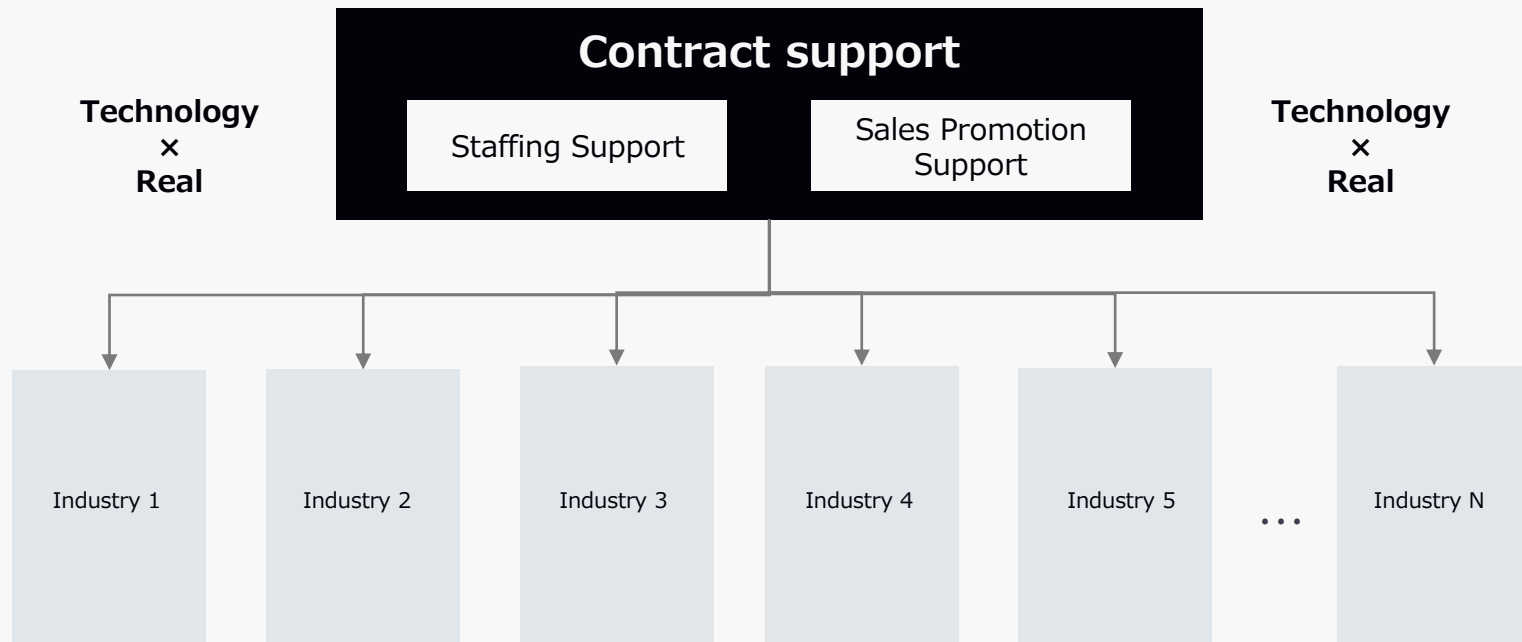 Contract support
Technology
×
Real
Staffing Support
Sales Promotion
Support
Technology
×
Real
Industry 1
Industry 2
Industry 3
Industry 4
Industry 5
...
Industry N